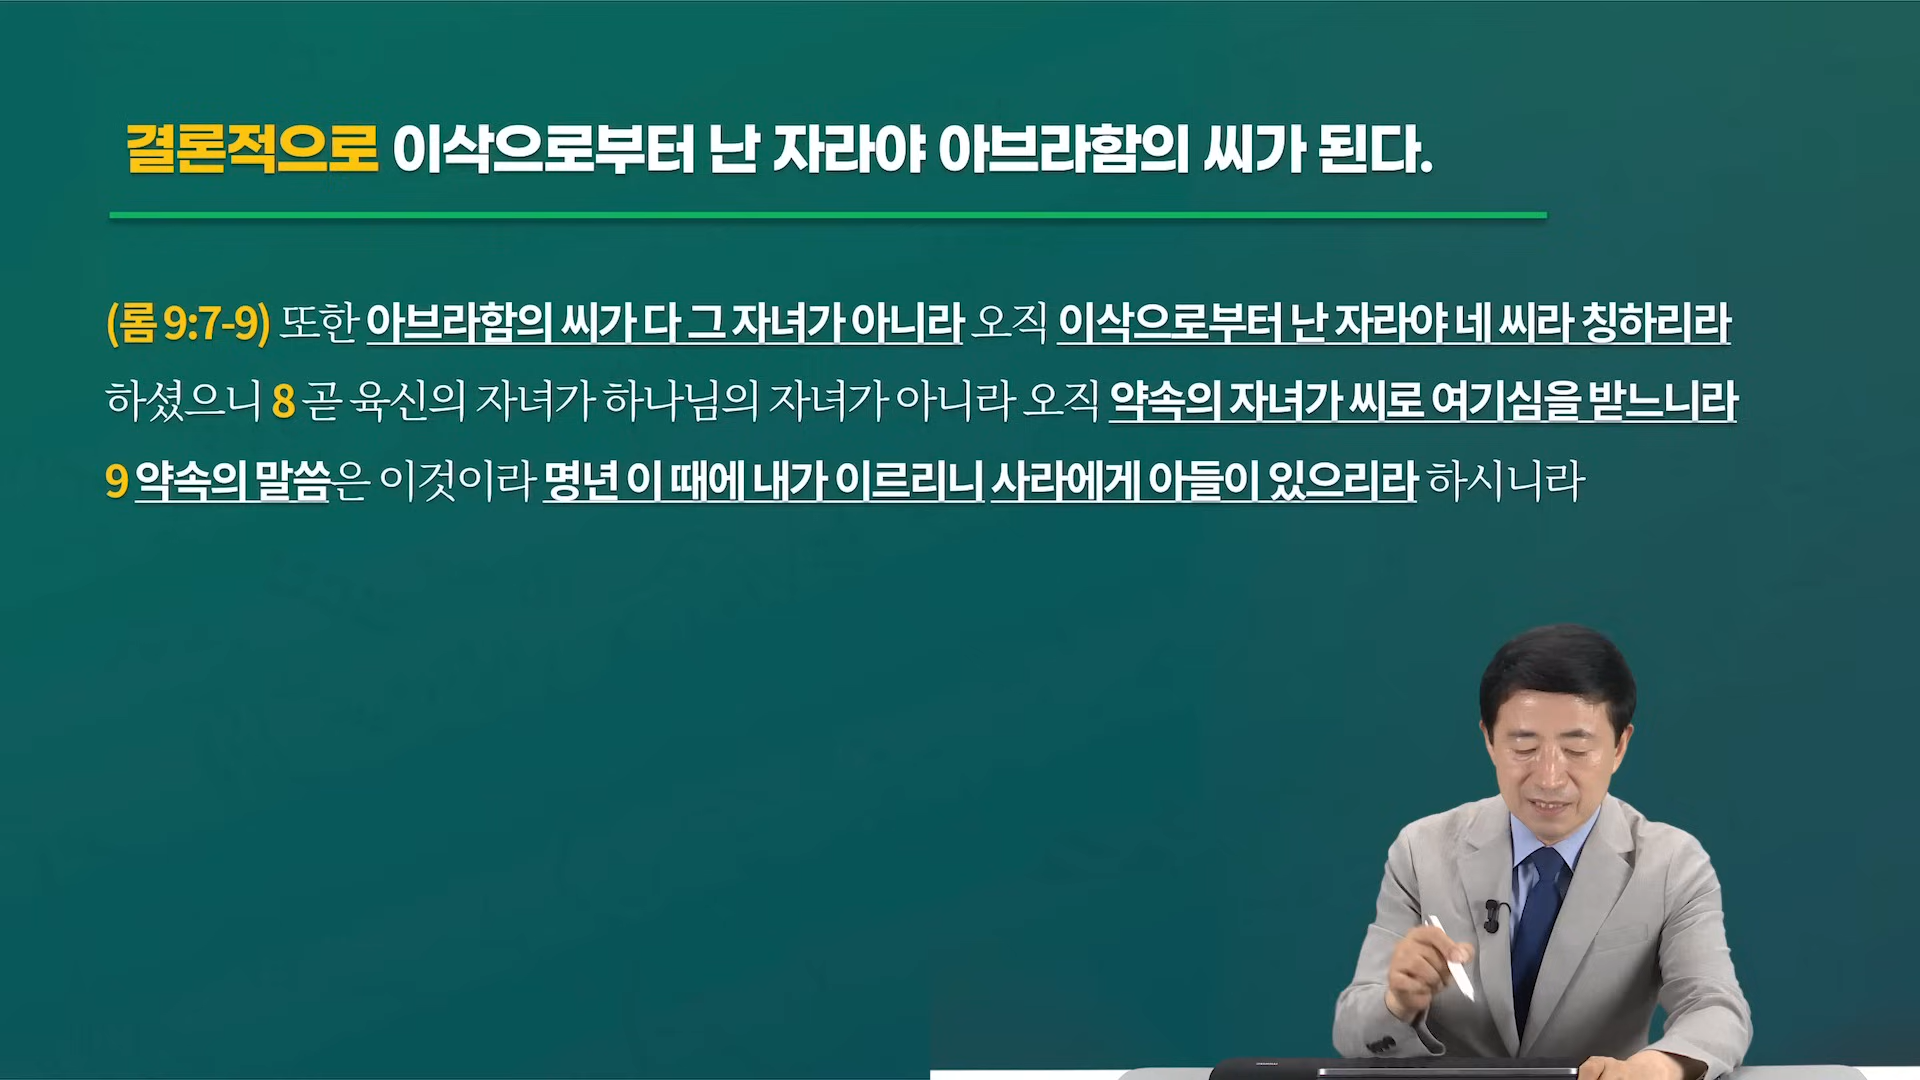 결론적으로 이삭으로부터 난 자라야 아브라함의 씨가 된다.
(롬 9:7-9) 또한 아브라함의 씨가 다 그 자녀가 아니라 오직 이삭으로부터 난 자라야 네 씨라 칭하리라
하셨으니 8 곧 육신의 자녀가 하나님의 자녀가 아니라 오직 약속의 자녀가 씨로 여기심을 받느니라
9 약속의 말씀은 이것이라 명년 이 때에 내가 이르리니 사라에게 아들이 있으리라 하시니라